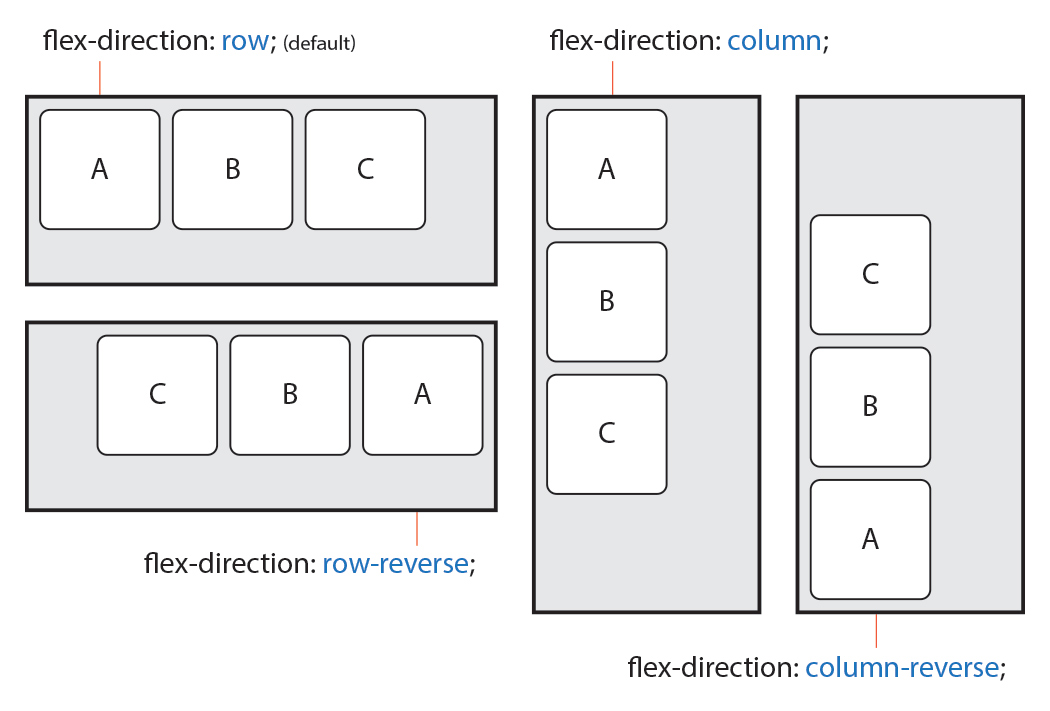 flex-direction: row; (default)
A B C
C B A
flex-direction: row-reverse;
flex-direction: column;
A
B
C
C
B
A
flex-direction: column-reverse;